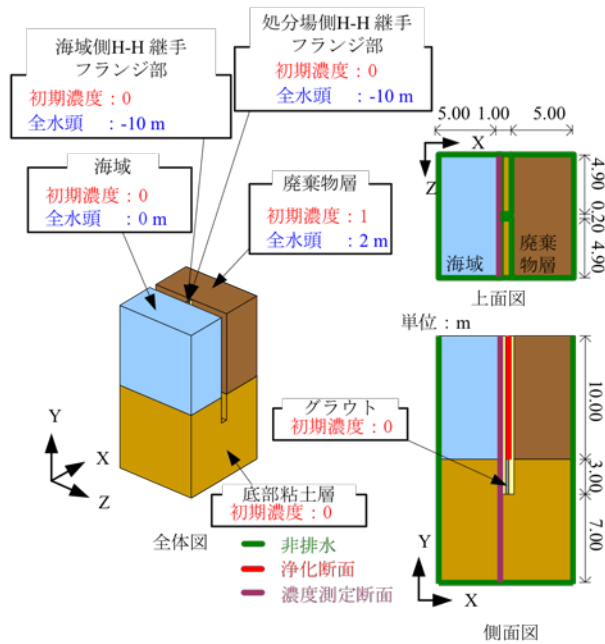 海域側H-H 継手
フランジ部
初期濃度：0
全水頭　：-10 m
処分場側H-H 継手
フランジ部
初期濃度：0
全水頭　：-10 m
海域
初期濃度：0
全水頭　：0 m
廃棄物層
初期濃度：1
全水頭　：2 m
5.00 1.00 5.00
X
Z
4.90
0.20
4.90
海域
廃棄
物層
上面図
単位：m
グラウト
初期濃度：0
10.00
3.00
7.00
Y
X
Z
底部粘土層
初期濃度：0
全体図
非排水
浄化断面
濃度測定断面
Y
X
側面図